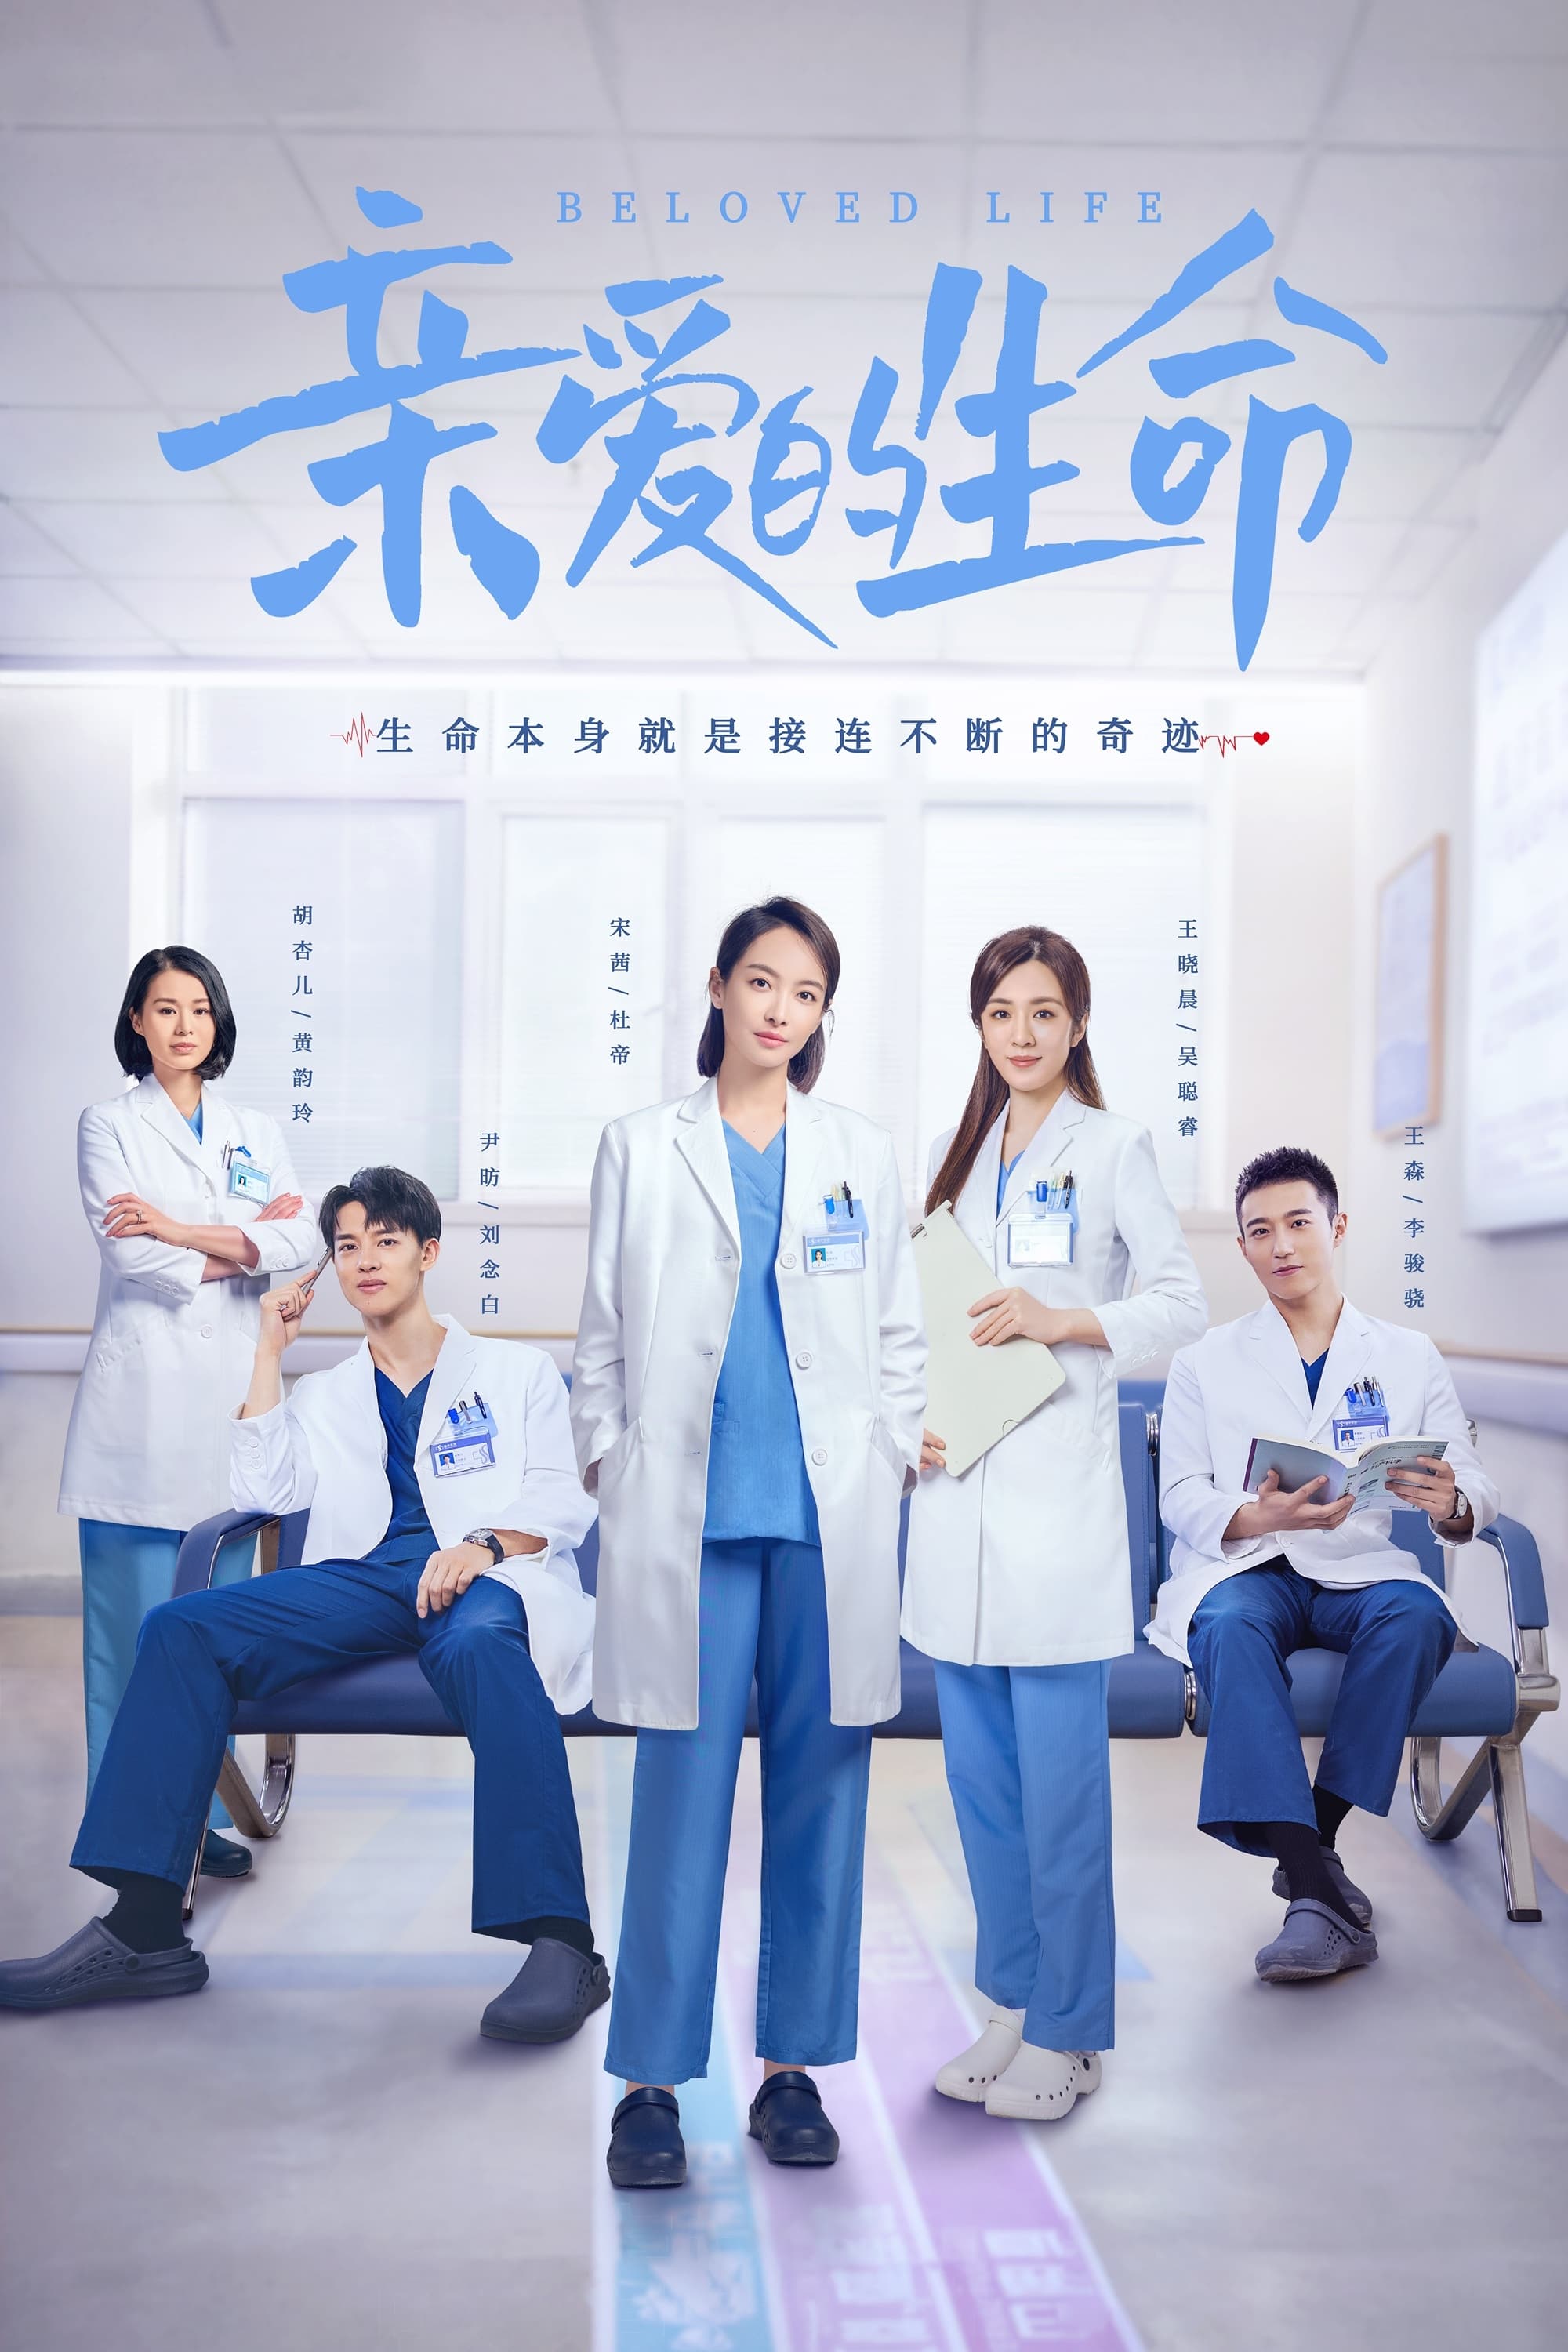 BELOVED LIFE
亲爱的生命
生命本身就是接连不断的奇迹
胡杏儿/黄韵玲
尹昉/刘念白
宋茜/杜帝
王晓晨/吴聪睿
王森/李骏骁